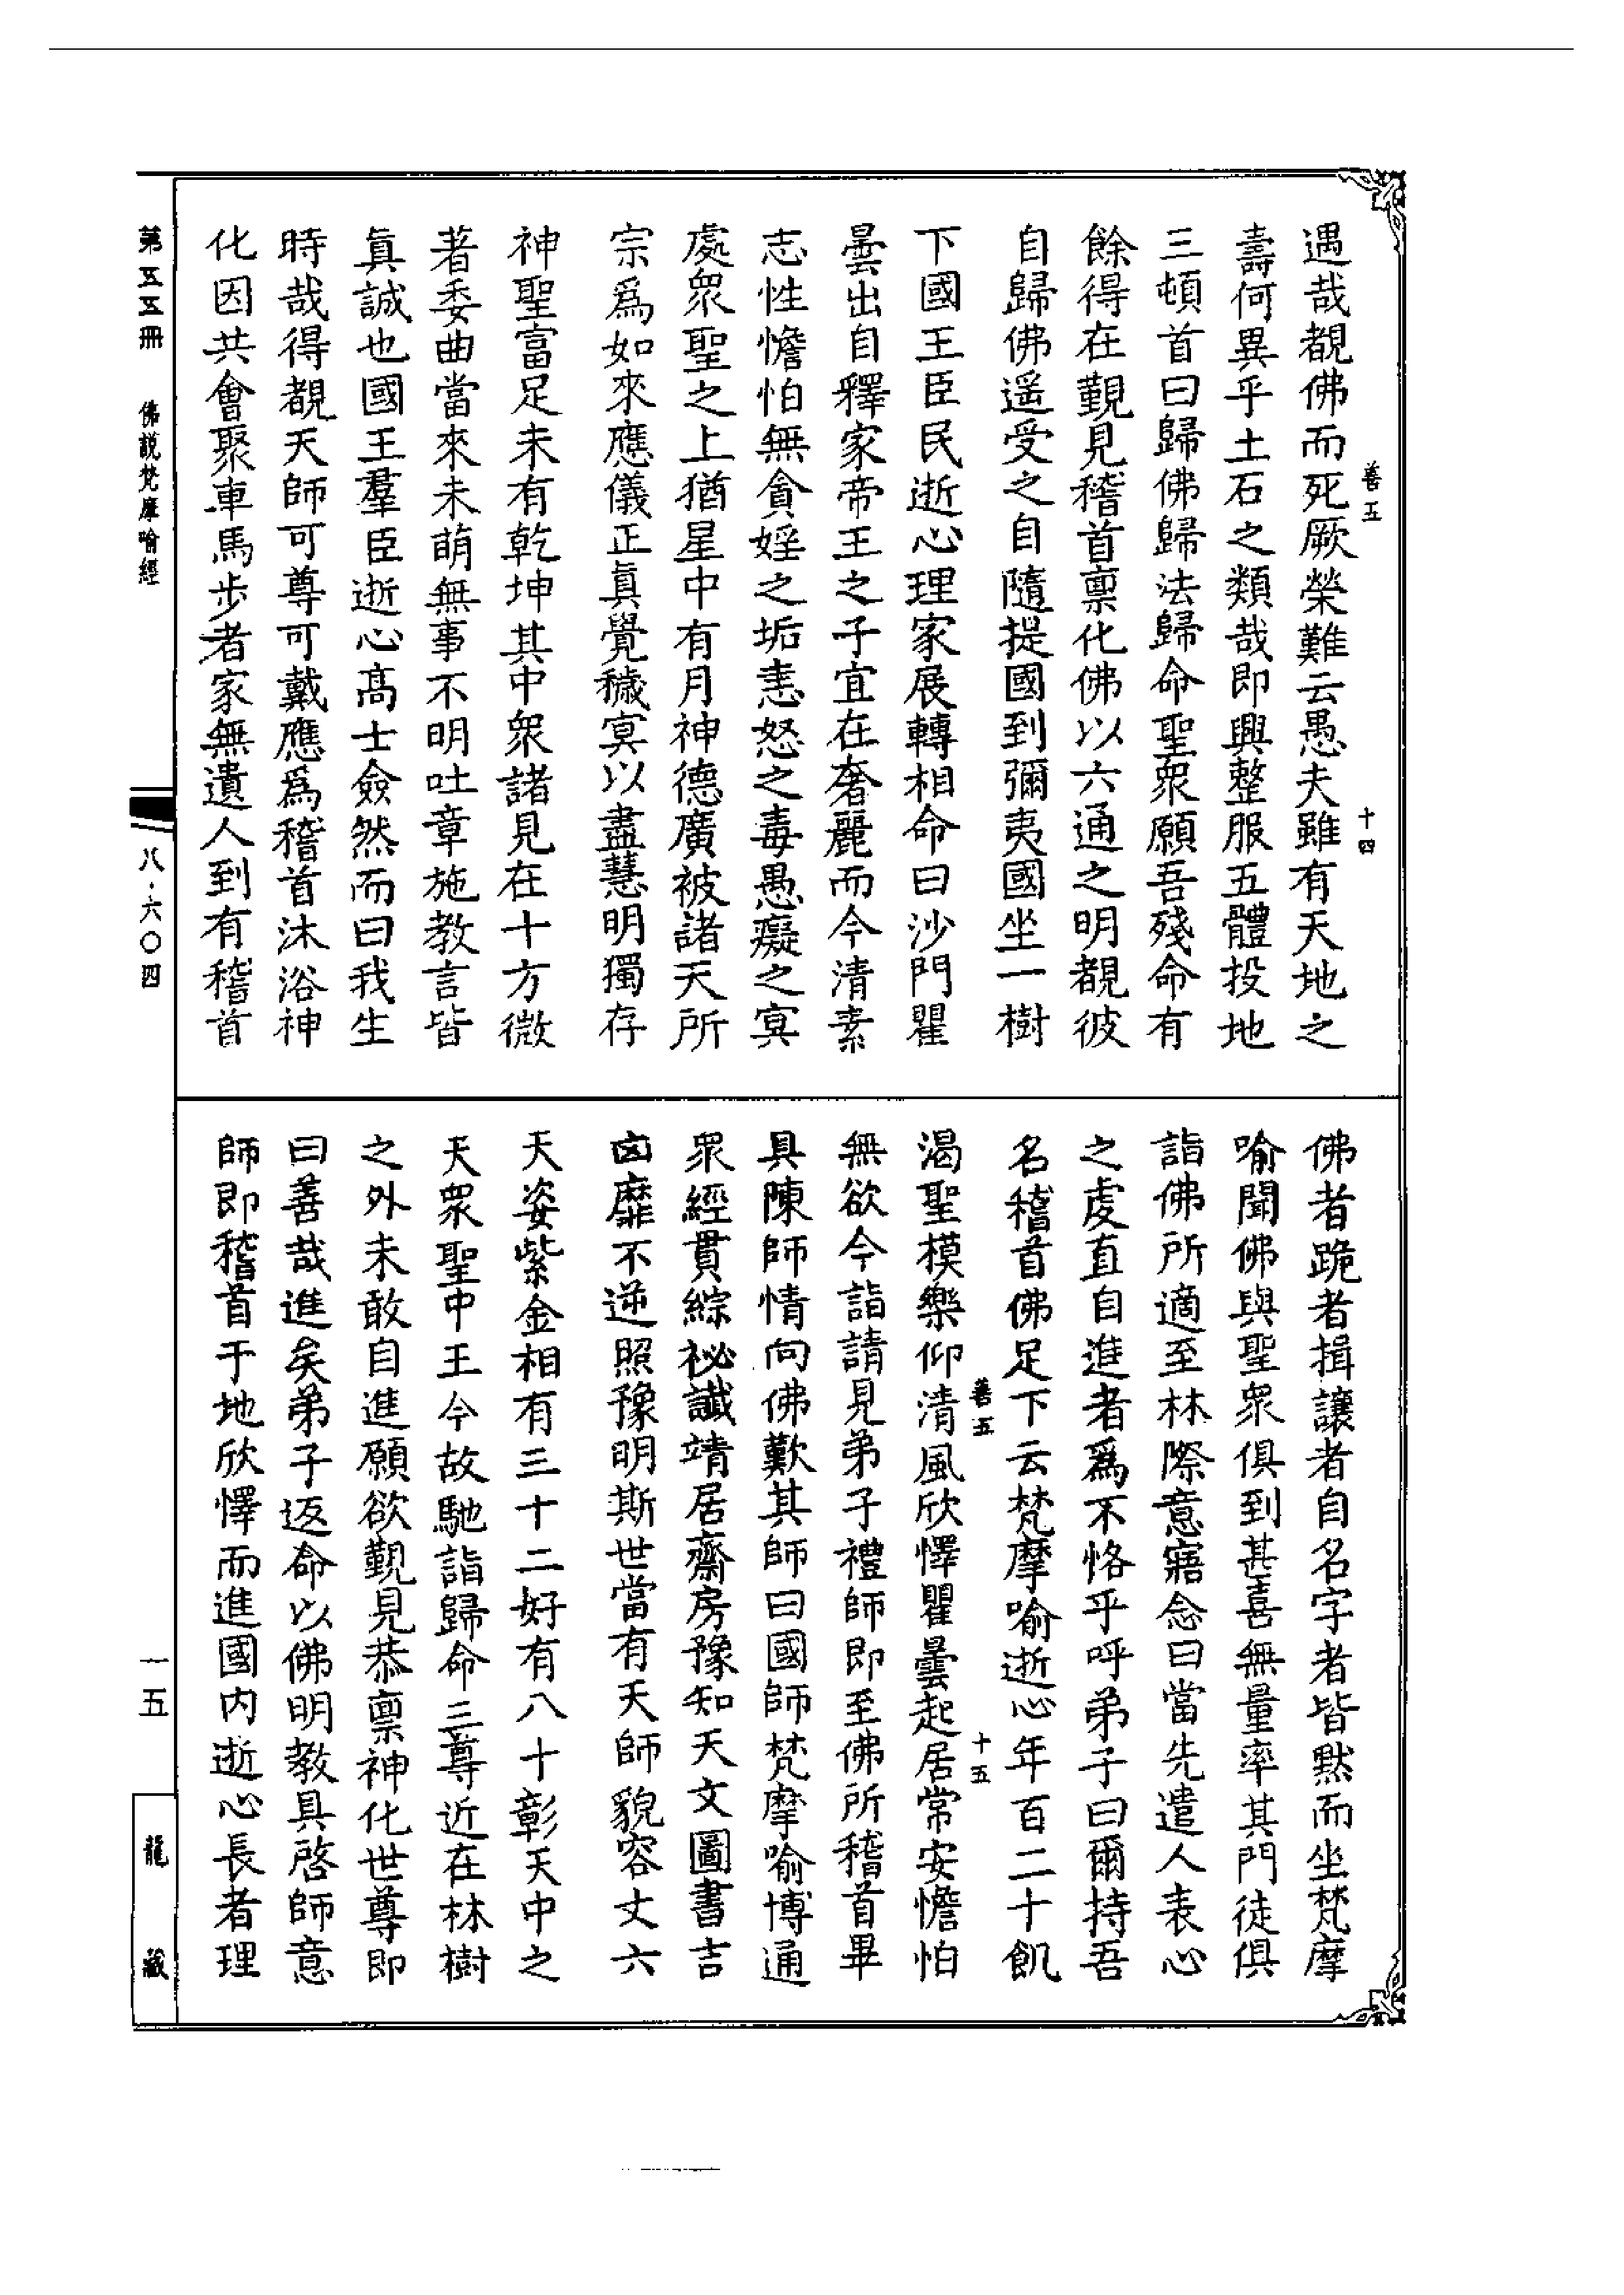 善五
十四
遇哉覩佛而死厥榮難云愚夫雖有天地之
壽何異乎土石之類哉即興整服五體投地
三頓首曰歸佛歸法歸命聖衆願吾殘命有
餘得在覲見稽首稟化佛以六通之明覩彼
自歸佛遥受之自隨提國到彌夷國坐一樹
下國王臣民逝心理家展轉相命曰沙門瞿
曇出自釋家帝王之子宜在奢麗而今清素
志性憺怕無貪婬之垢恚怒之毒愚癡之冥
處衆聖之上猶星中有月神德廣被諸天所
宗爲如來應儀正真覺穢冥以盡慧明獨存
神聖富足未有乾坤其中衆諸見在十方微
著委曲當來未萌無事不明吐章施教言皆
真誠也國王羣臣逝心高士僉然而曰我生
時哉得覩天師可尊可戴應爲稽首沐浴神
化因共會聚車馬步者家無遺人到有稽首
佛者跪者揖讓者自名字者皆默而坐梵摩
喻聞佛與聖衆俱到甚喜無量率其門徒俱
詣佛所適至林際意寤念曰當先遣人表心
之虔直自進者爲不恪乎呼弟子曰爾持吾
名稽首佛足下云梵摩喻逝心年百二十飢
善五
十五
渴聖模樂仰清風欣懌瞿曇起居常安憺怕
無欲今詣請見弟子禮師即至佛所稽首畢
具陳師情向佛歎其師曰國師梵摩喻博通
衆經貫綜祕讖靖居齋房豫知天文圖書吉
凶靡不逆照豫明斯世當有天師貌容丈六
天姿紫金相有三十二好有八十彰天中之
天衆聖中王今故馳詣歸命三尊近在林樹
之外未敢自進願欲覲見恭稟神化世尊即
曰善哉進矣弟子返命以佛明教具啓師意
師即稽首于地欣懌而進國内逝心長者理
第五五冊 佛說梵摩喻經
八·六〇四
一五
龍藏